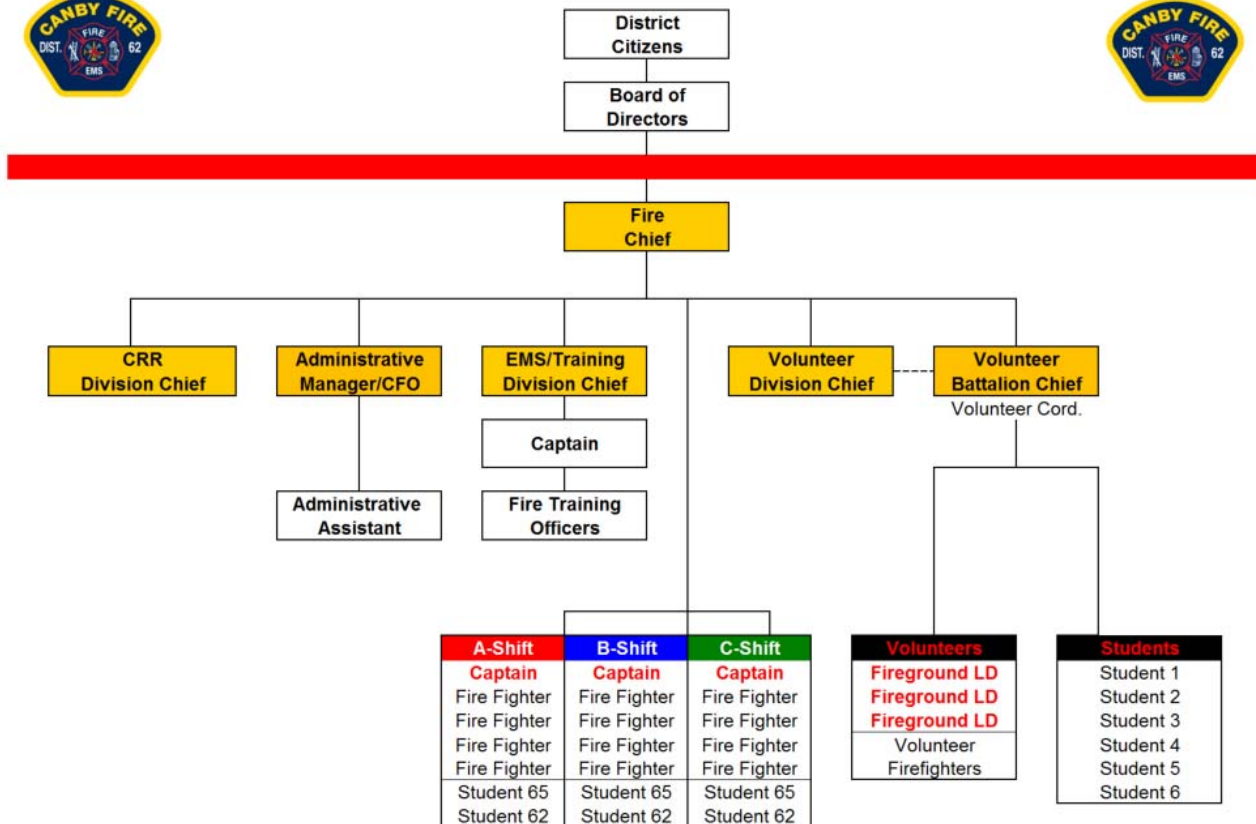 CANBY FIRE
FIRE
DIST. 62
EMS
CANBY FIRE
FIRE
DIST. 62
EMS
District
Citizens
Board of
Directors
Fire
Chief
CRR
Division Chief
Administrative
Manager/CFO
EMS/Training
Division Chief
Volunteer
Division Chief
Volunteer
Battalion Chief
Volunteer Cord.
Captain
Administrative
Assistant
Fire Training
Officers
A-Shift
Captain
Fire Fighter
Fire Fighter
Fire Fighter
Fire Fighter
Student 65
Student 62
B-Shift
Captain
Fire Fighter
Fire Fighter
Fire Fighter
Fire Fighter
Student 65
Student 62
C-Shift
Captain
Fire Fighter
Fire Fighter
Fire Fighter
Fire Fighter
Student 65
Student 62
Volunteers
Fireground LD
Fireground LD
Fireground LD
Volunteer
Firefighters
Students
Student 1
Student 2
Student 3
Student 4
Student 5
Student 6